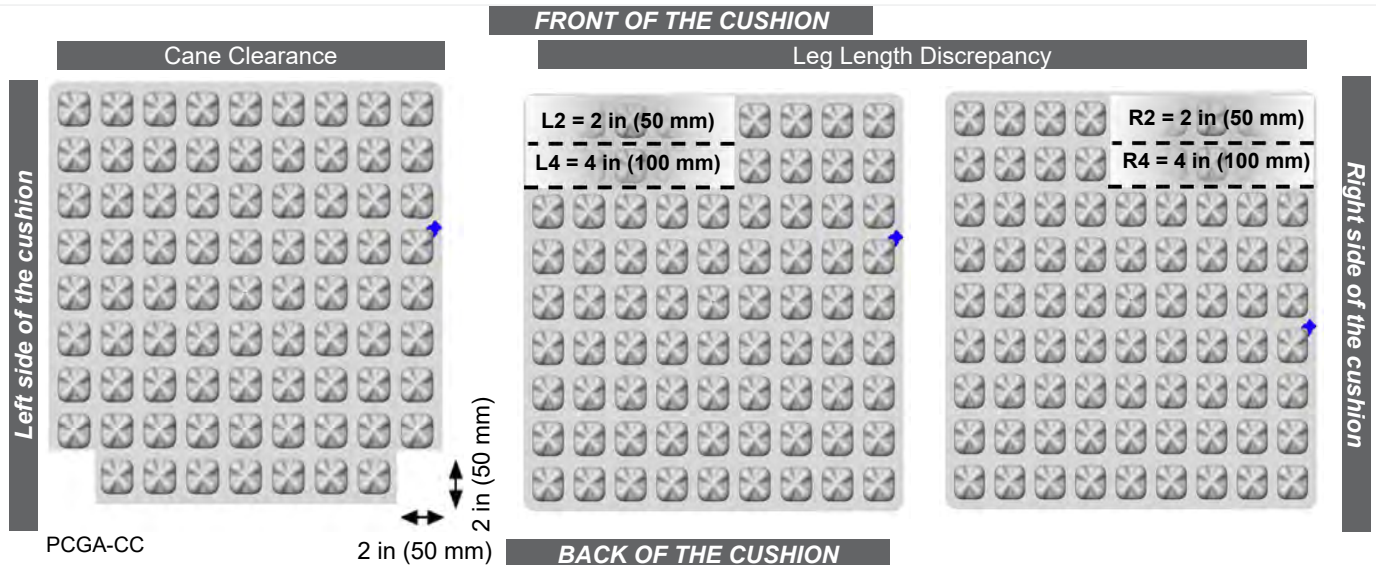 FRONT OF THE CUSHION
Cane Clearance
Leg Length Discrepancy
Left side of the cushion
L2 = 2 in (50 mm)
L4 = 4 in (100 mm)
R2 = 2 in (50 mm)
R4 = 4 in (100 mm)
Right side of the cushion
2 in (50 mm)
PCGA-CC
2 in (50 mm)
BACK OF THE CUSHION